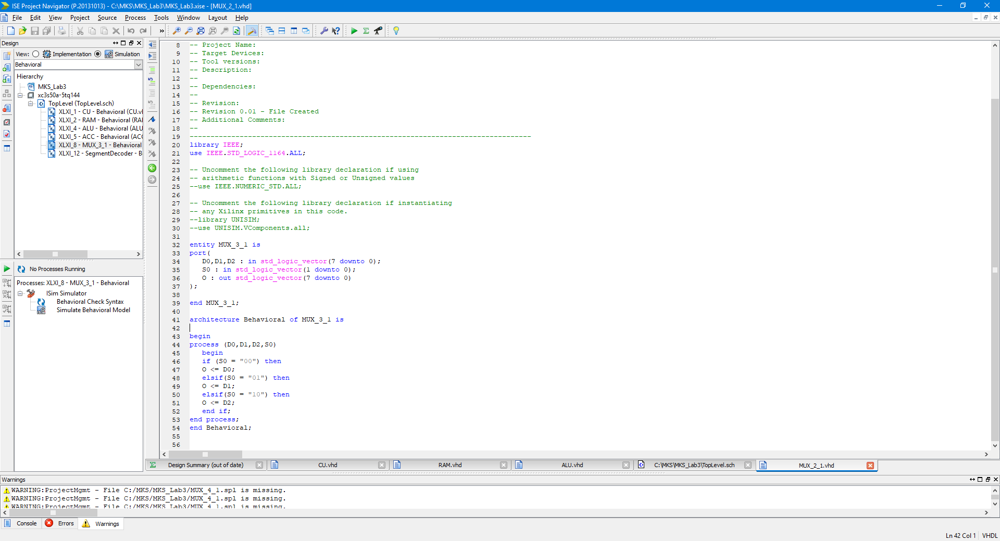 ISE Project Navigator (P.20131013) - C:\MKS\MKS_Lab3\MKS_Lab3.xise - [MUX_2_1.vhd]
File Edit View Project Source Process Tools Window Layout Help
Design
View: Implementation Simulation
Behavioral
Hierarchy
MKS_Lab3
xc3s50a-5tq144
TopLevel (TopLevel.sch)
XLXI_1 - CU - Behavioral (CU.vl
XLXI_2 - RAM - Behavioral (RAI
XLXI_4 - ALU - Behavioral (ALU
XLXI_5 - ACC - Behavioral (ACC
XLXI_8 - MUX_3_1 - Behavioral
XLXI_12 - SegmentDecoder - B
No Processes Running
Processes: XLXI_8 - MUX_3_1 - Behavioral
ISim Simulator
Behavioral Check Syntax
Simulate Behavioral Model
8 -- Project Name:
9 -- Target Devices:
10 -- Tool versions:
11 -- Description:
12 --
13 -- Dependencies:
14 --
15 -- Revision:
16 -- Revision 0.01 - File Created
17 -- Additional Comments:
18 --
19 ----------------------------------------------------------------------------------
20 library IEEE;
21 use IEEE.STD_LOGIC_1164.ALL;
22
23 -- Uncomment the following library declaration if using
24 -- arithmetic functions with Signed or Unsigned values
25 --use IEEE.NUMERIC_STD.ALL;
26
27 -- Uncomment the following library declaration if instantiating
28 -- any Xilinx primitives in this code.
29 --library UNISIM;
30 --use UNISIM.VComponents.all;
31
32 entity MUX_3_1 is
33 port(
34 D0,D1,D2 : in std_logic_vector(7 downto 0);
35 S0 : in std_logic_vector(1 downto 0);
36 O : out std_logic_vector(7 downto 0)
37 );
38
39 end MUX_3_1;
40
41 architecture Behavioral of MUX_3_1 is
42
43 begin
44 process (D0,D1,D2,S0)
45 begin
46 if (S0 = "00") then
47 O <= D0;
48 elsif(S0 = "01") then
49 O <= D1;
50 elsif(S0 = "10") then
51 O <= D2;
52 end if;
53 end process;
54 end Behavioral;
55
56
Design Summary (out of date) CU.vhd RAM.vhd ALU.vhd C:\MKS\MKS_Lab3\TopLevel.sch MUX_2_1.vhd
Warnings
WARNING:ProjectMgmt - File C:/MKS/MKS_Lab3/MUX_4_1.spl is missing.
WARNING:ProjectMgmt - File C:/MKS/MKS_Lab3/MUX_4_1.spl is missing.
WARNING:ProjectMgmt - File C:/MKS/MKS_Lab3/MUX_4_1.spl is missing.
Console Errors Warnings
Ln 42 Col 1 VHDL